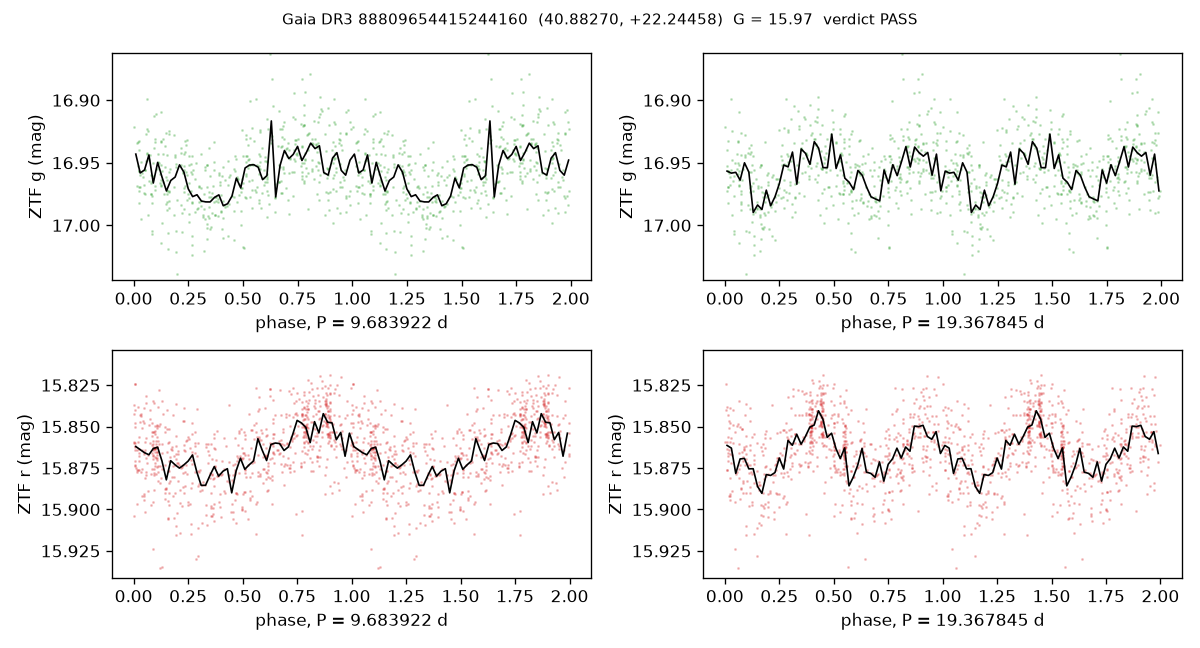 Gaia DR3 88809654415244160  (40.88270, +22.24458)  G = 15.97  verdict PASS
ZTF g (mag)
16.90
16.95
17.00
0.00 0.25 0.50 0.75 1.00 1.25 1.50 1.75 2.00
phase, P = 9.683922 d
ZTF g (mag)
16.90
16.95
17.00
0.00 0.25 0.50 0.75 1.00 1.25 1.50 1.75 2.00
phase, P = 19.367845 d
ZTF r (mag)
15.825
15.850
15.875
15.900
15.925
0.00 0.25 0.50 0.75 1.00 1.25 1.50 1.75 2.00
phase, P = 9.683922 d
ZTF r (mag)
15.825
15.850
15.875
15.900
15.925
0.00 0.25 0.50 0.75 1.00 1.25 1.50 1.75 2.00
phase, P = 19.367845 d